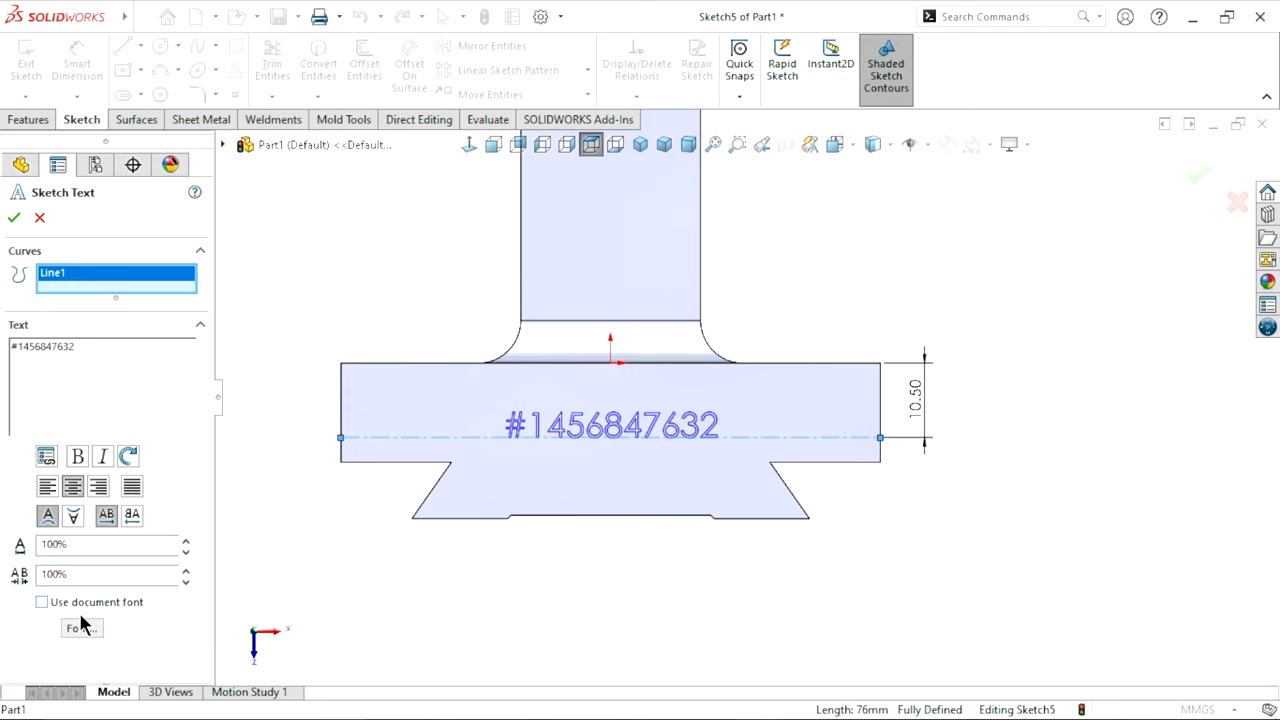 SOLIDWORKS
Sketch5 of Part1 *
Search Commands
Exit Sketch
Smart Dimension
Trim Entities
Convert Entities
Offset Entities
Offset On Surface
Mirror Entities
Linear Sketch Pattern
Move Entities
Display/Delete Relations
Repair Sketch
Quick Snaps
Rapid Sketch
Instant2D
Shaded Sketch Contours
Features
Sketch
Surfaces
Sheet Metal
Weldments
Mold Tools
Direct Editing
Evaluate
SOLIDWORKS Add-Ins
Part1 (Default) <<Default...
Sketch Text
Curves
Line1
Text
#1456847632
B I
100%
100%
Use document font
#1456847632
10.50
Model
3D Views
Motion Study 1
Part1
Length: 76mm
Fully Defined
Editing Sketch5
MMGS